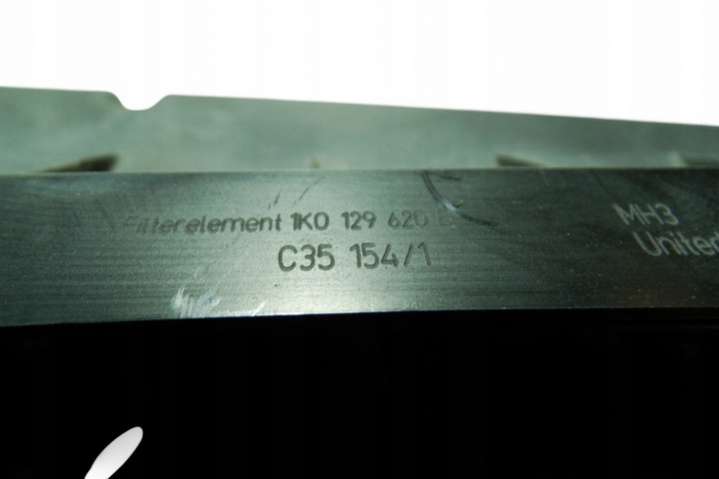 Filterelement 1K0 129 620
C35 154/1
MH3
United